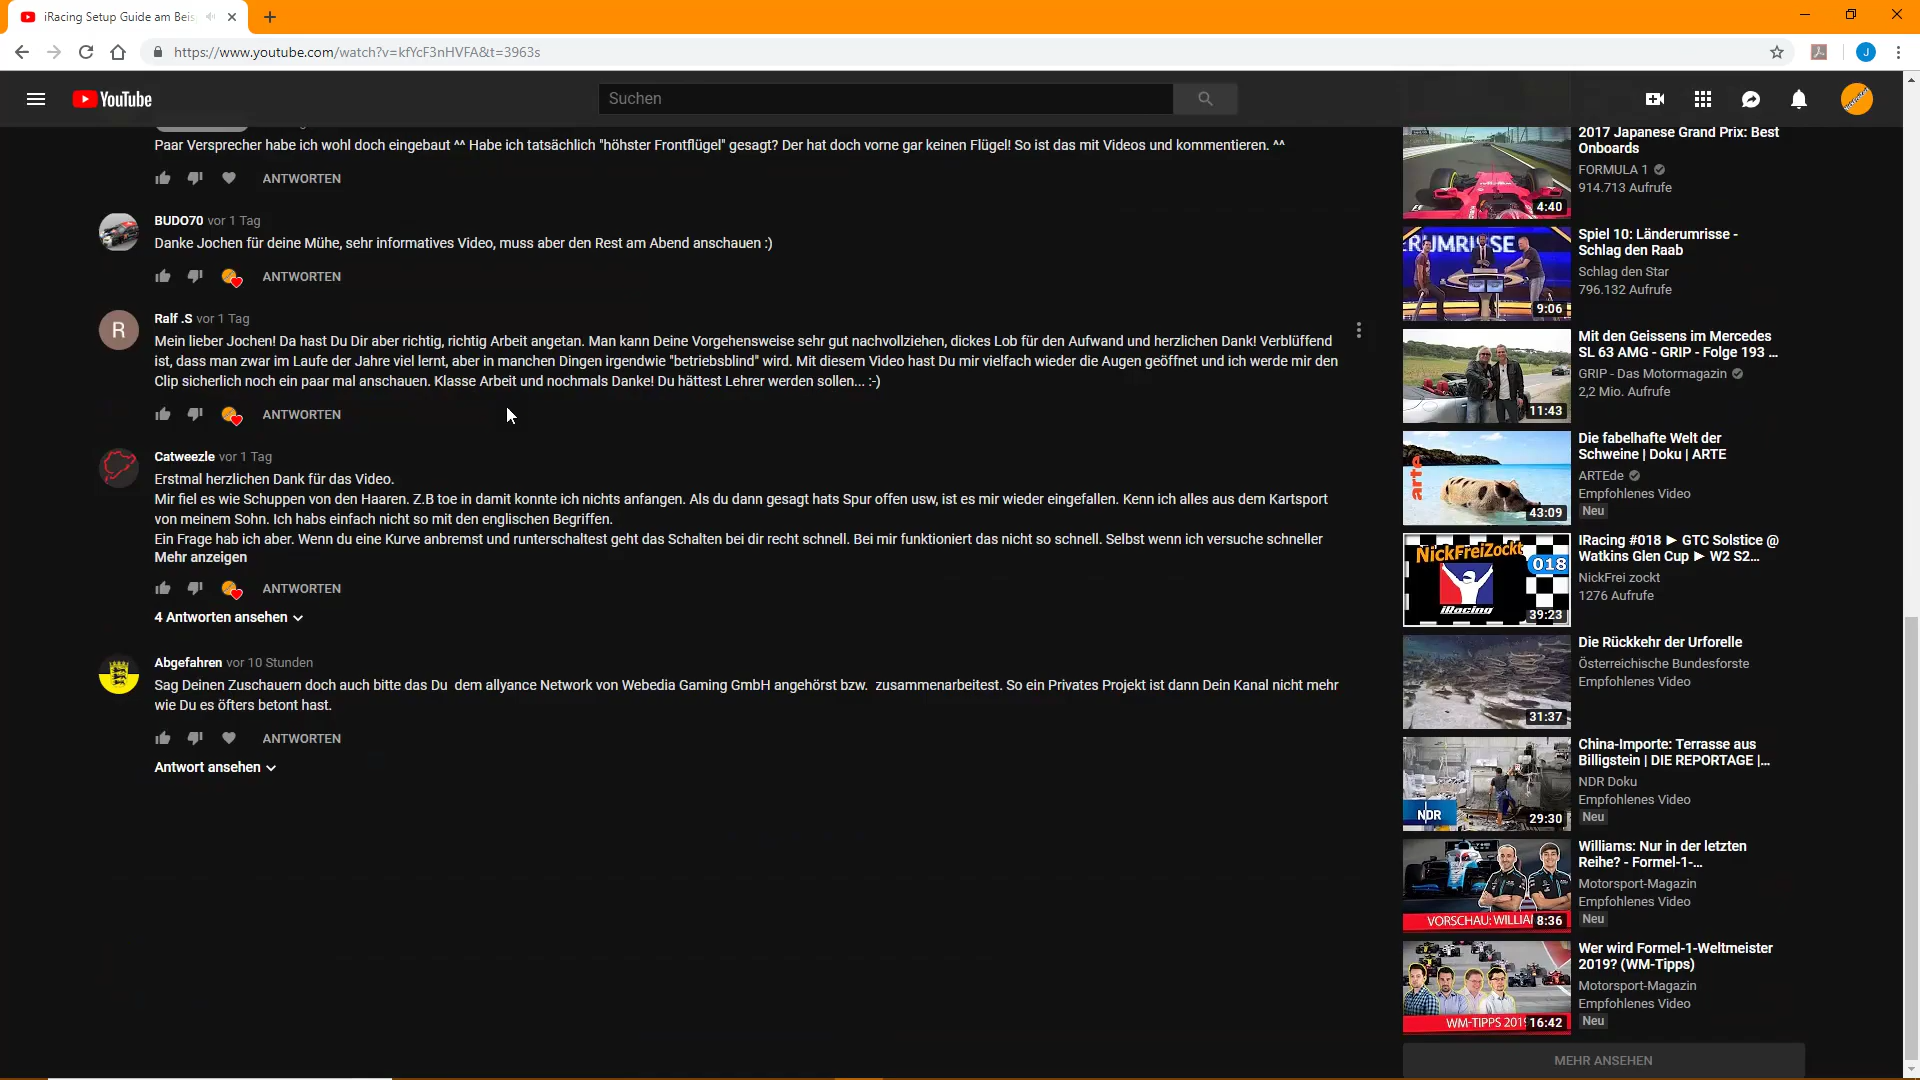 iRacing Setup Guide am Beis
https://www.youtube.com/watch?v=kfYcF3nHVFA&t=3963s
J
YouTube
Suchen
Paar Versprecher habe ich wohl doch eingebaut ^^ Habe ich tatsächlich "höhster Frontflügel" gesagt? Der hat doch vorne gar keinen Flügel! So ist das mit Videos und kommentieren. ^^
ANTWORTEN
BUDO70 vor 1 Tag
Danke Jochen für deine Mühe, sehr informatives Video, muss aber den Rest am Abend anschauen :)
ANTWORTEN
R
Ralf .S vor 1 Tag
Mein lieber Jochen! Da hast Du Dir aber richtig, richtig Arbeit angetan. Man kann Deine Vorgehensweise sehr gut nachvollziehen, dickes Lob für den Aufwand und herzlichen Dank! Verblüffend
ist, dass man zwar im Laufe der Jahre viel lernt, aber in manchen Dingen irgendwie "betriebsblind" wird. Mit diesem Video hast Du mir vielfach wieder die Augen geöffnet und ich werde mir den
Clip sicherlich noch ein paar mal anschauen. Klasse Arbeit und nochmals Danke! Du hättest Lehrer werden sollen... :-)
ANTWORTEN
Catweezle vor 1 Tag
Erstmal herzlichen Dank für das Video.
Mir fiel es wie Schuppen von den Haaren. Z.B toe in damit konnte ich nichts anfangen. Als du dann gesagt hats Spur offen usw, ist es mir wieder eingefallen. Kenn ich alles aus dem Kartsport
von meinem Sohn. Ich habs einfach nicht so mit den englischen Begriffen.
Ein Frage hab ich aber. Wenn du eine Kurve anbremst und runterschaltest geht das Schalten bei dir recht schnell. Bei mir funktioniert das nicht so schnell. Selbst wenn ich versuche schneller
Mehr anzeigen
ANTWORTEN
4 Antworten ansehen
Abgefahren vor 10 Stunden
Sag Deinen Zuschauern doch auch bitte das Du dem allyance Network von Webedia Gaming GmbH angehörst bzw. zusammenarbeitest. So ein Privates Projekt ist dann Dein Kanal nicht mehr
wie Du es öfters betont hast.
ANTWORTEN
Antwort ansehen
4:40
2017 Japanese Grand Prix: Best
Onboards
FORMULA 1
914.713 Aufrufe
ERUMRISSE
9:06
Spiel 10: Länderumrisse -
Schlag den Raab
Schlag den Star
796.132 Aufrufe
11:43
Mit den Geissens im Mercedes
SL 63 AMG - GRIP - Folge 193 ...
GRIP - Das Motormagazin
2,2 Mio. Aufrufe
arte
43:09
Die fabelhafte Welt der
Schweine | Doku | ARTE
ARTEde
Empfohlenes Video
Neu
NickFreiZockt
018
iRacing
39:23
IRacing #018 ► GTC Solstice @
Watkins Glen Cup ► W2 S2...
NickFrei zockt
1276 Aufrufe
31:37
Die Rückkehr der Urforelle
Österreichische Bundesforste
Empfohlenes Video
NDR
29:30
China-Importe: Terrasse aus
Billigstein | DIE REPORTAGE |...
NDR Doku
Empfohlenes Video
Neu
VORSCHAU: WILLIA
8:36
Williams: Nur in der letzten
Reihe? - Formel-1-...
Motorsport-Magazin
Empfohlenes Video
Neu
WM-TIPPS 2019
16:42
Wer wird Formel-1-Weltmeister
2019? (WM-Tipps)
Motorsport-Magazin
Empfohlenes Video
Neu
MEHR ANSEHEN